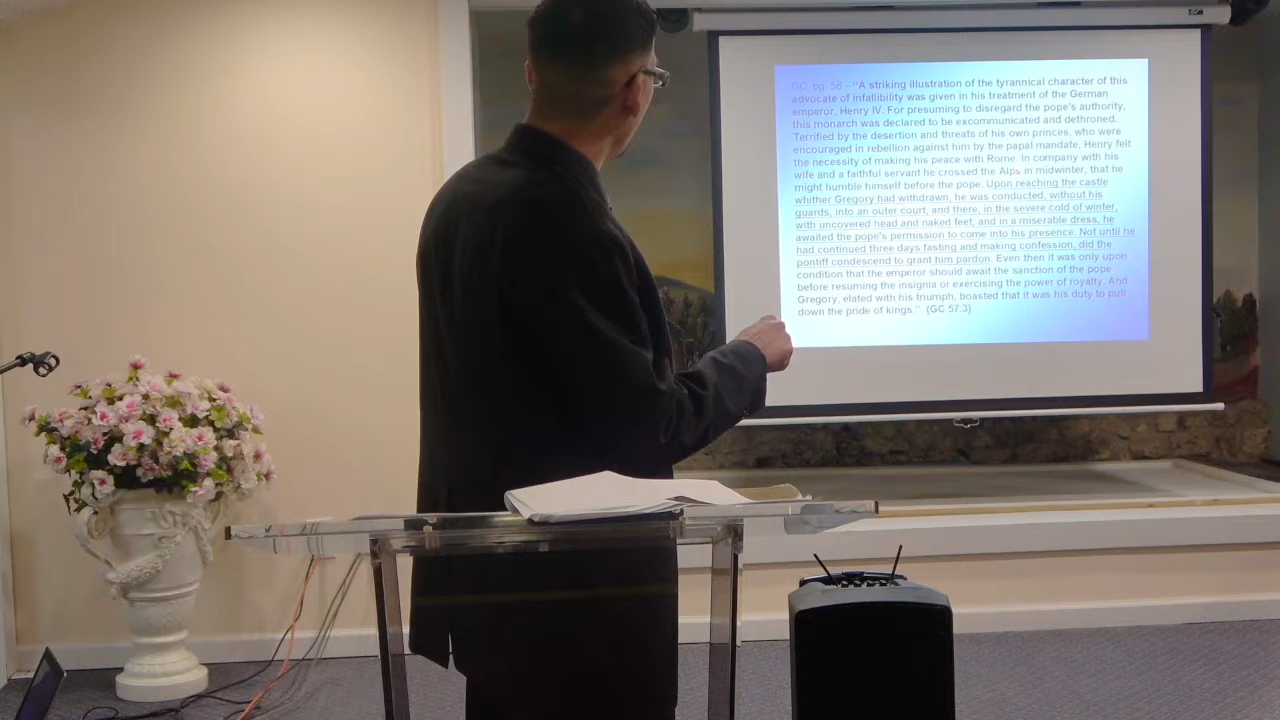 GC pg. 58 – "A striking illustration of the tyrannical character of this
advocate of infallibility was given in his treatment of the German
emperor, Henry IV. For presuming to disregard the pope's authority,
this monarch was declared to be excommunicated and dethroned.
Terrified by the desertion and threats of his own princes, who were
encouraged in rebellion against him by the papal mandate, Henry felt
the necessity of making his peace with Rome. In company with his
wife and a faithful servant he crossed the Alps in midwinter, that he
might humble himself before the pope. Upon reaching the castle
whither Gregory had withdrawn, he was conducted, without his
guards, into an outer court, and there, in the severe cold of winter,
with uncovered head and naked feet, and in a miserable dress, he
awaited the pope's permission to come into his presence. Not until he
had continued three days fasting and making confession, did the
pontiff condescend to grant him pardon. Even then it was only upon
condition that the emperor should await the sanction of the pope
before resuming the insignia or exercising the power of royalty. And
Gregory, elated with his triumph, boasted that it was his duty to pull
down the pride of kings." {GC 57.3}